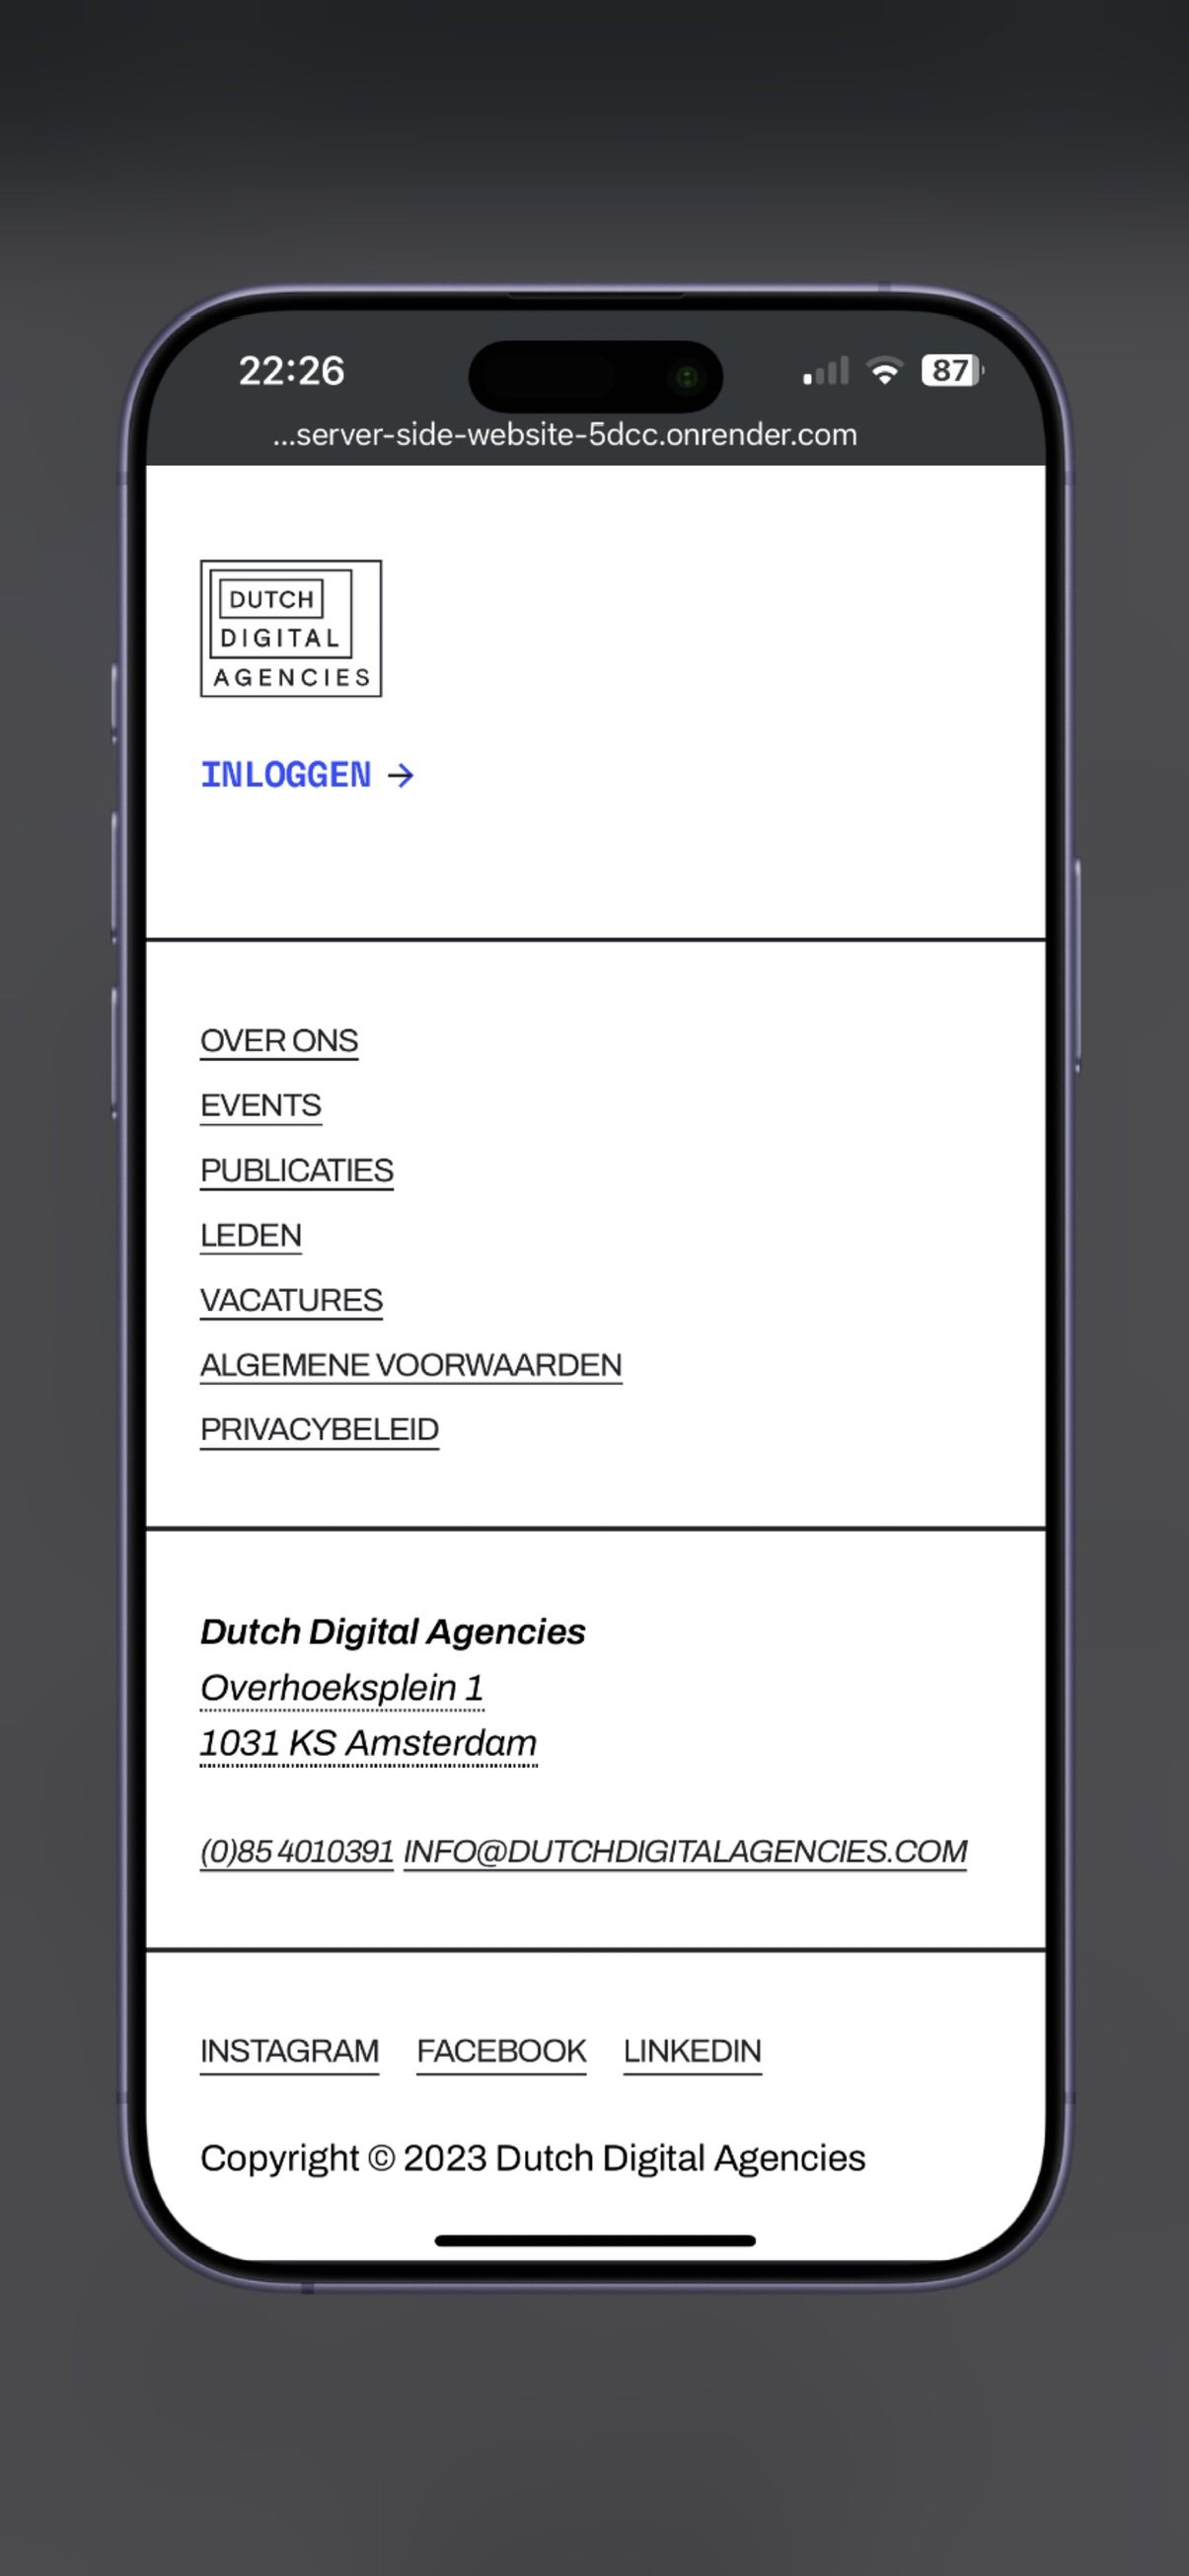 22:26
87
...server-side-website-5dcc.onrender.com
DUTCH
DIGITAL
AGENCIES
INLOGGEN →
OVER ONS
EVENTS
PUBLICATIES
LEDEN
VACATURES
ALGEMENE VOORWAARDEN
PRIVACYBELEID
Dutch Digital Agencies
Overhoeksplein 1
1031 KS Amsterdam
(0)85 4010391 INFO@DUTCHDIGITALAGENCIES.COM
INSTAGRAM FACEBOOK LINKEDIN
Copyright © 2023 Dutch Digital Agencies